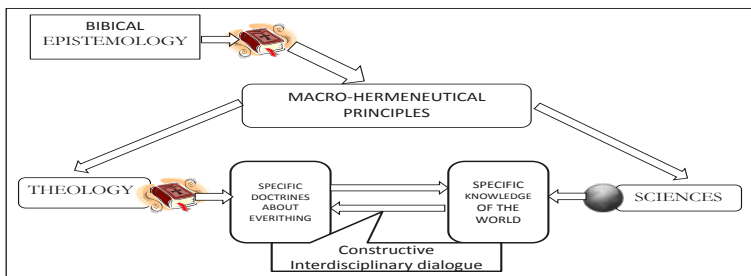 BIBICAL
EPISTEMOLOGY
MACRO-HERMENEUTICAL
PRINCIPLES
THEOLOGY
SPECIFIC
DOCTRINES
ABOUT
EVERITHING
SPECIFIC
KNOWLEDGE
OF THE
WORLD
SCIENCES
Constructive
Interdisciplinary dialogue